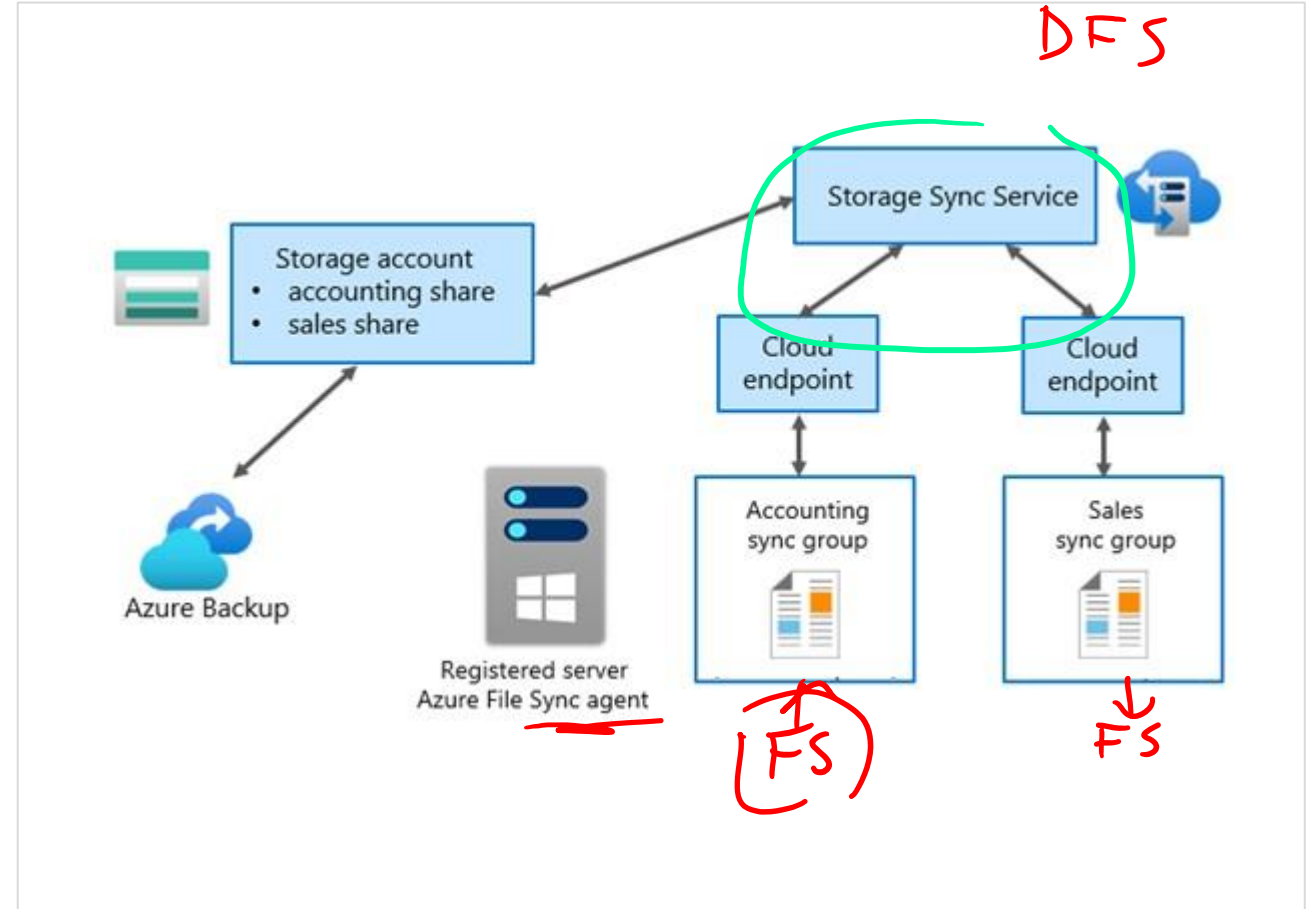 DFS
Storage Sync Service
Storage account
• accounting share
• sales share
Cloud
endpoint
Cloud
endpoint
Accounting
sync group
Sales
sync group
Azure Backup
Registered server
Azure File Sync agent
FS
FS